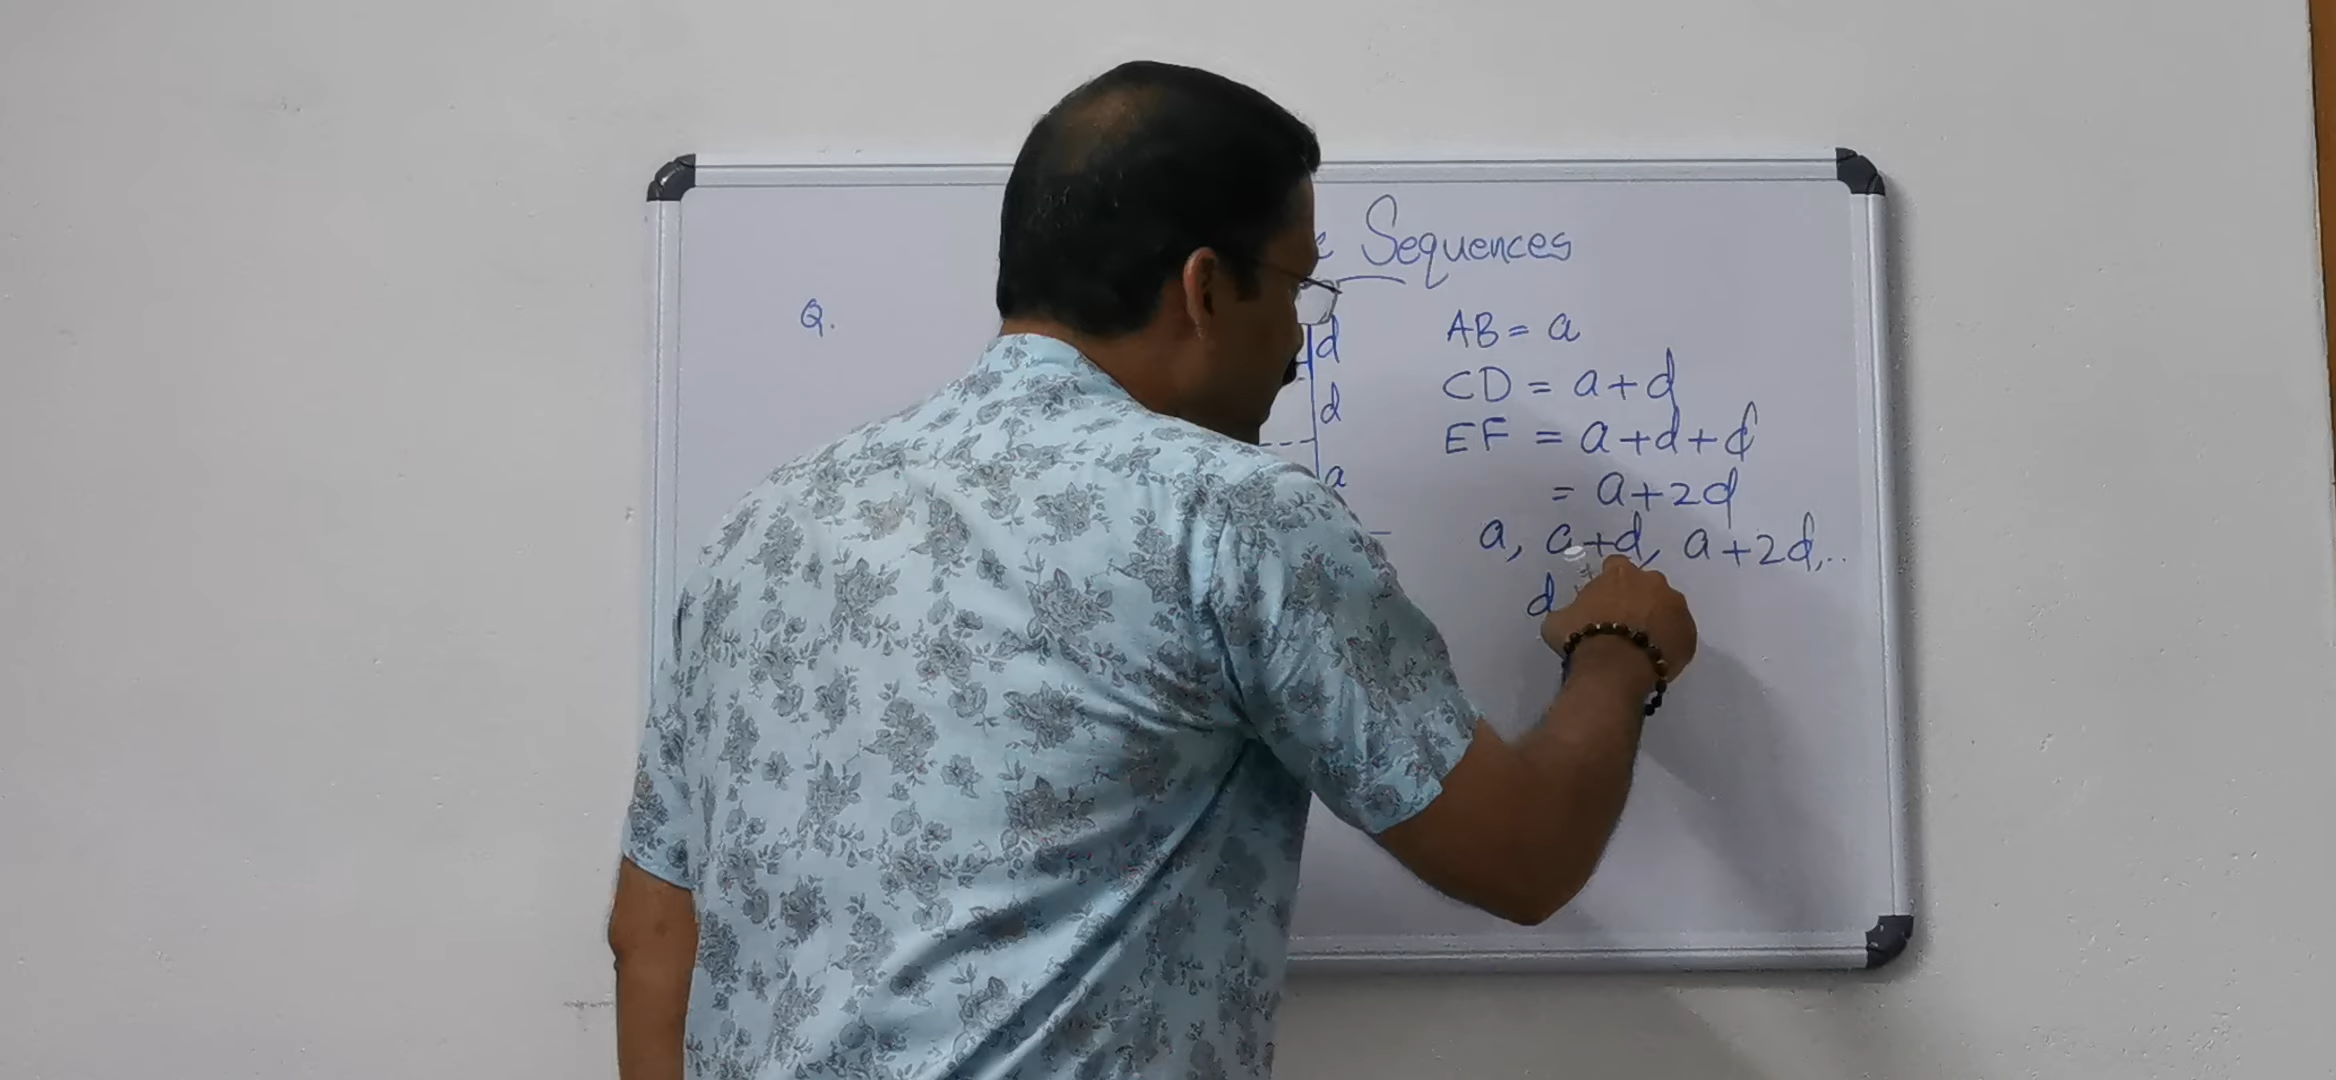 Sequences
Q.
d
d
a
AB = a
CD = a+d
EF = a+d+d
= a+2d
a, a+d, a+2d,..
d